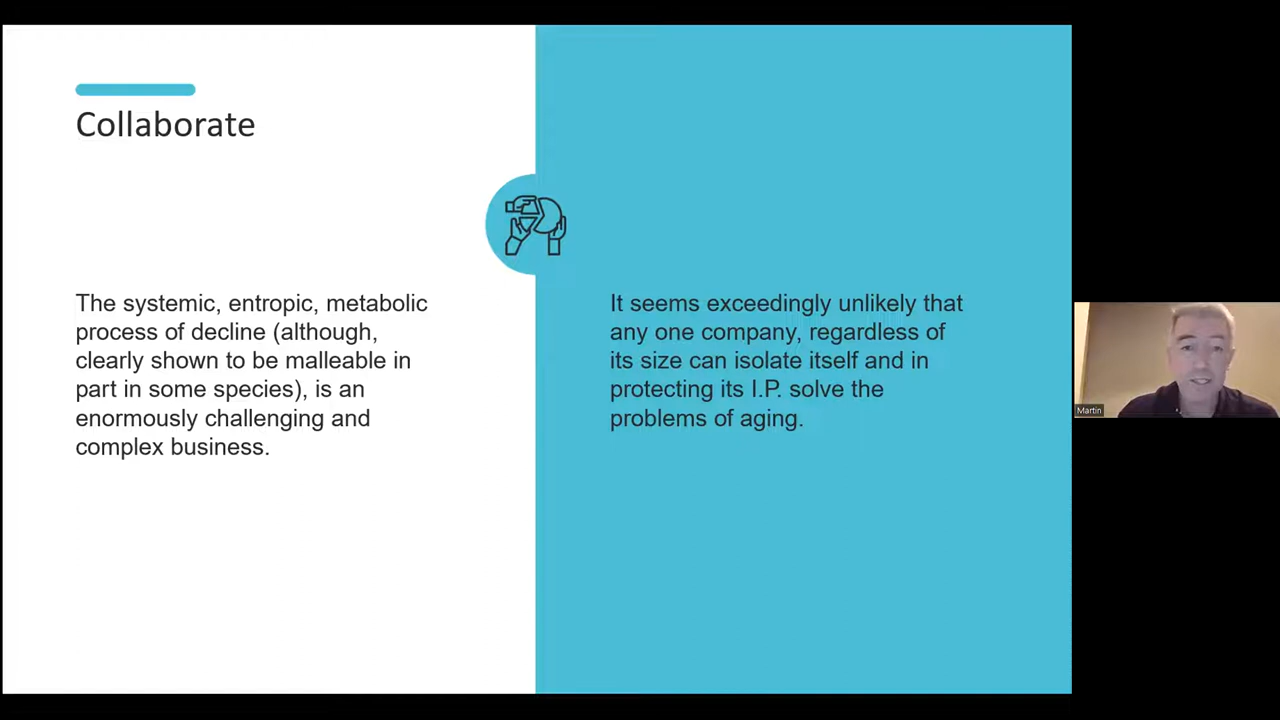 Collaborate
The systemic, entropic, metabolic
process of decline (although,
clearly shown to be malleable in
part in some species), is an
enormously challenging and
complex business.
It seems exceedingly unlikely that
any one company, regardless of
its size can isolate itself and in
protecting its I.P. solve the
problems of aging.
Martin